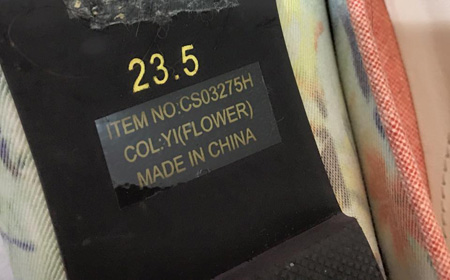 23.5
ITEM NO:CS03275H
COL:YI(FLOWER)
MADE IN CHINA